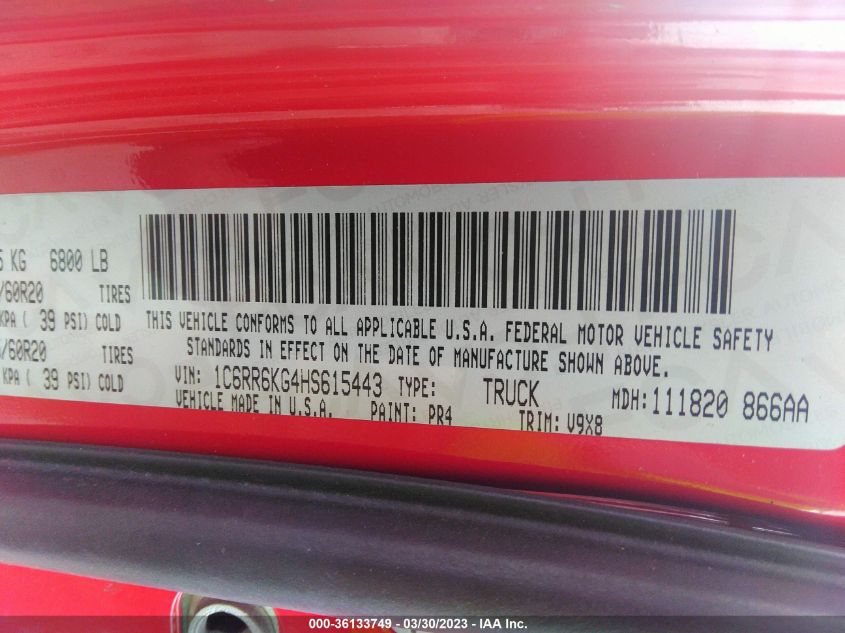 5 KG 6800 LB
/60R20 TIRES
KPA ( 39 PSI) COLD
/60R20 TIRES
KPA ( 39 PSI) COLD
THIS VEHICLE CONFORMS TO ALL APPLICABLE U.S.A. FEDERAL MOTOR VEHICLE SAFETY
STANDARDS IN EFFECT ON THE DATE OF MANUFACTURE SHOWN ABOVE.
VIN: 1C6RR6KG4HS615443 TYPE: TRUCK MDH:111820 866AA
VEHICLE MADE IN U.S.A. PAINT: PR4 TRIM: V9X8
000-36133749 - 03/30/2023 - IAA Inc.